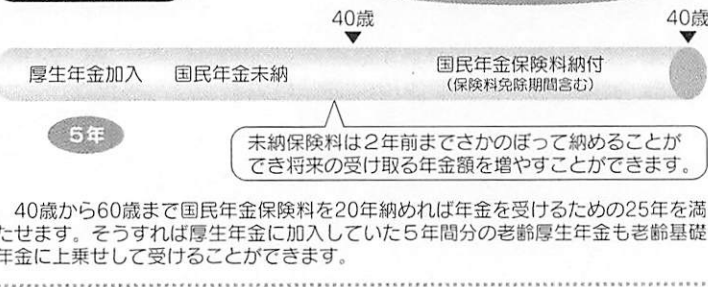 40歳
40歳
厚生年金加入
国民年金未納
国民年金保険料納付
(保険料免除期間含む)
5年
未納保険料は2年前までさかのぼって納めることが
でき将来の受け取る年金額を増やすことができます。
40歳から60歳まで国民年金保険料を20年納めれば年金を受けるための25年を満
たせます。そうすれば厚生年金に加入していた5年間分の老齢厚生年金も老齢基礎
年金に上乗せして受けることができます。